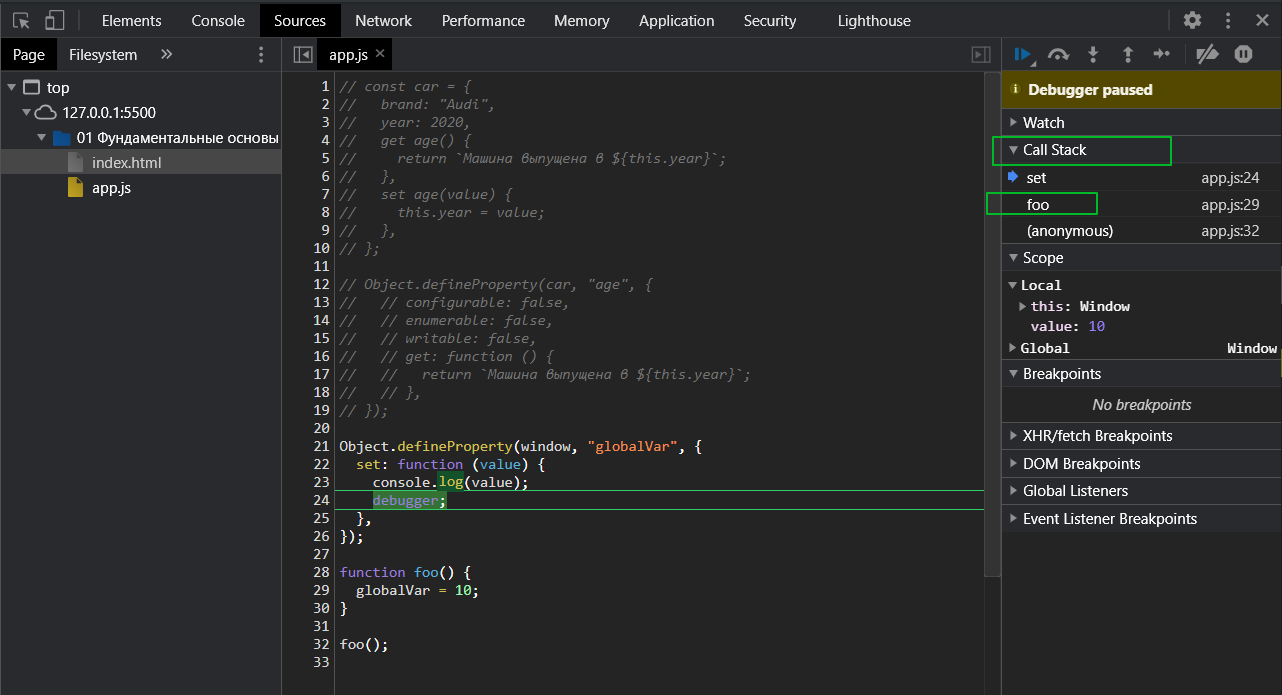 Elements Console Sources Network Performance Memory Application Security Lighthouse
Page Filesystem
top
127.0.0.1:5500
01 Фундаментальные основы
index.html
app.js
app.js
1 // const car = {
2 //   brand: "Audi",
3 //   year: 2020,
4 //   get age() {
5 //     return `Машина выпущена в ${this.year}`;
6 //   },
7 //   set age(value) {
8 //     this.year = value;
9 //   },
10 // };
11
12 // Object.defineProperty(car, "age", {
13 //   // configurable: false,
14 //   // enumerable: false,
15 //   // writable: false,
16 //   // get: function () {
17 //   //   return `Машина выпущена в ${this.year}`;
18 //   // },
19 // });
20
21 Object.defineProperty(window, "globalVar", {
22   set: function (value) {
23     console.log(value);
24     debugger;
25   },
26 });
27
28 function foo() {
29   globalVar = 10;
30 }
31
32 foo();
33
Debugger paused
Watch
Call Stack
set app.js:24
foo app.js:29
(anonymous) app.js:32
Scope
Local
this: Window
value: 10
Global Window
Breakpoints
No breakpoints
XHR/fetch Breakpoints
DOM Breakpoints
Global Listeners
Event Listener Breakpoints